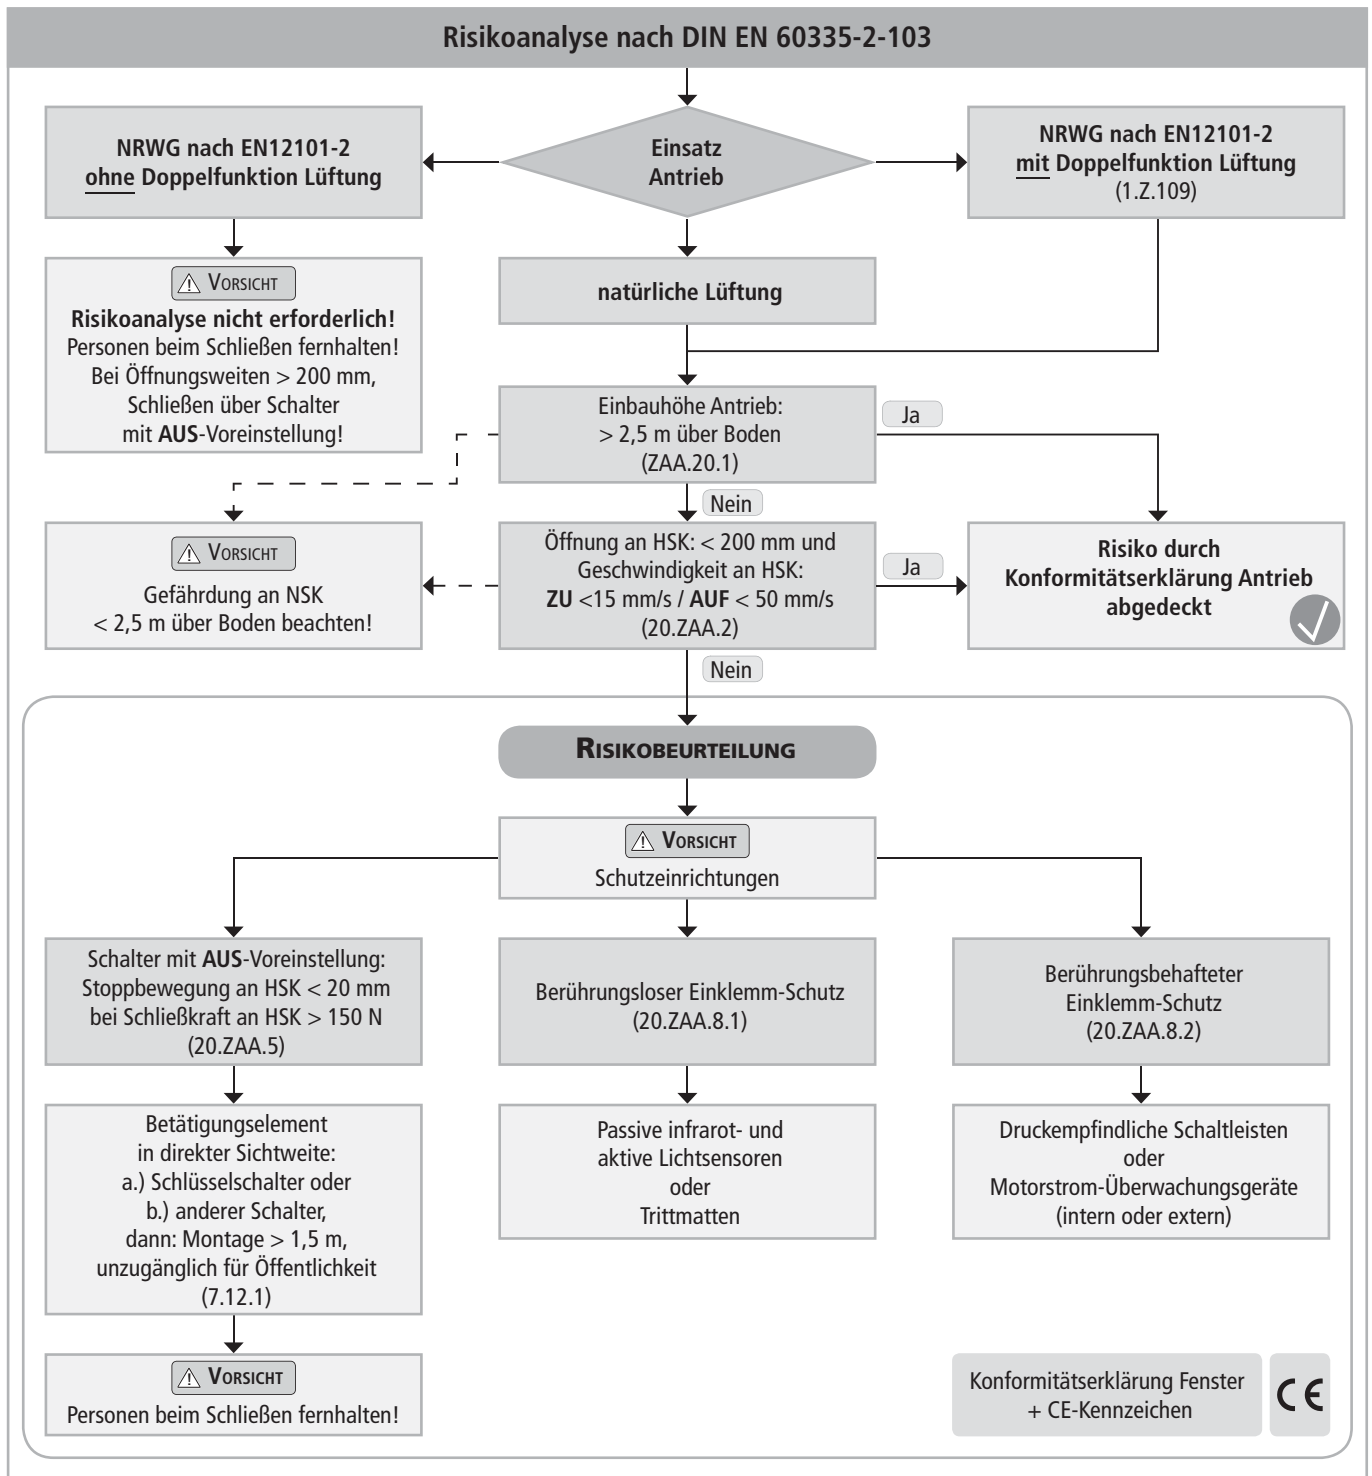 Risikoanalyse nach DIN EN 60335-2-103
NRWG nach EN12101-2
ohne Doppelfunktion Lüftung
Einsatz
Antrieb
NRWG nach EN12101-2
mit Doppelfunktion Lüftung
(1.Z.109)
VORSICHT
Risikoanalyse nicht erforderlich!
Personen beim Schließen fernhalten!
Bei Öffnungsweiten > 200 mm,
Schließen über Schalter
mit AUS-Voreinstellung!
natürliche Lüftung
Einbauhöhe Antrieb:
> 2,5 m über Boden
(ZAA.20.1)
Ja
Nein
VORSICHT
Gefährdung an NSK
< 2,5 m über Boden beachten!
Öffnung an HSK: < 200 mm und
Geschwindigkeit an HSK:
ZU <15 mm/s / AUF < 50 mm/s
(20.ZAA.2)
Ja
Risiko durch
Konformitätserklärung Antrieb
abgedeckt
Nein
RISIKOBEURTEILUNG
VORSICHT
Schutzeinrichtungen
Schalter mit AUS-Voreinstellung:
Stoppbewegung an HSK < 20 mm
bei Schließkraft an HSK > 150 N
(20.ZAA.5)
Berührungsloser Einklemm-Schutz
(20.ZAA.8.1)
Berührungsbehafteter
Einklemm-Schutz
(20.ZAA.8.2)
Betätigungselement
in direkter Sichtweite:
a.) Schlüsselschalter oder
b.) anderer Schalter,
dann: Montage > 1,5 m,
unzugänglich für Öffentlichkeit
(7.12.1)
Passive infrarot- und
aktive Lichtsensoren
oder
Trittmatten
Druckempfindliche Schaltleisten
oder
Motorstrom-Überwachungsgeräte
(intern oder extern)
VORSICHT
Personen beim Schließen fernhalten!
Konformitätserklärung Fenster
+ CE-Kennzeichen
CE